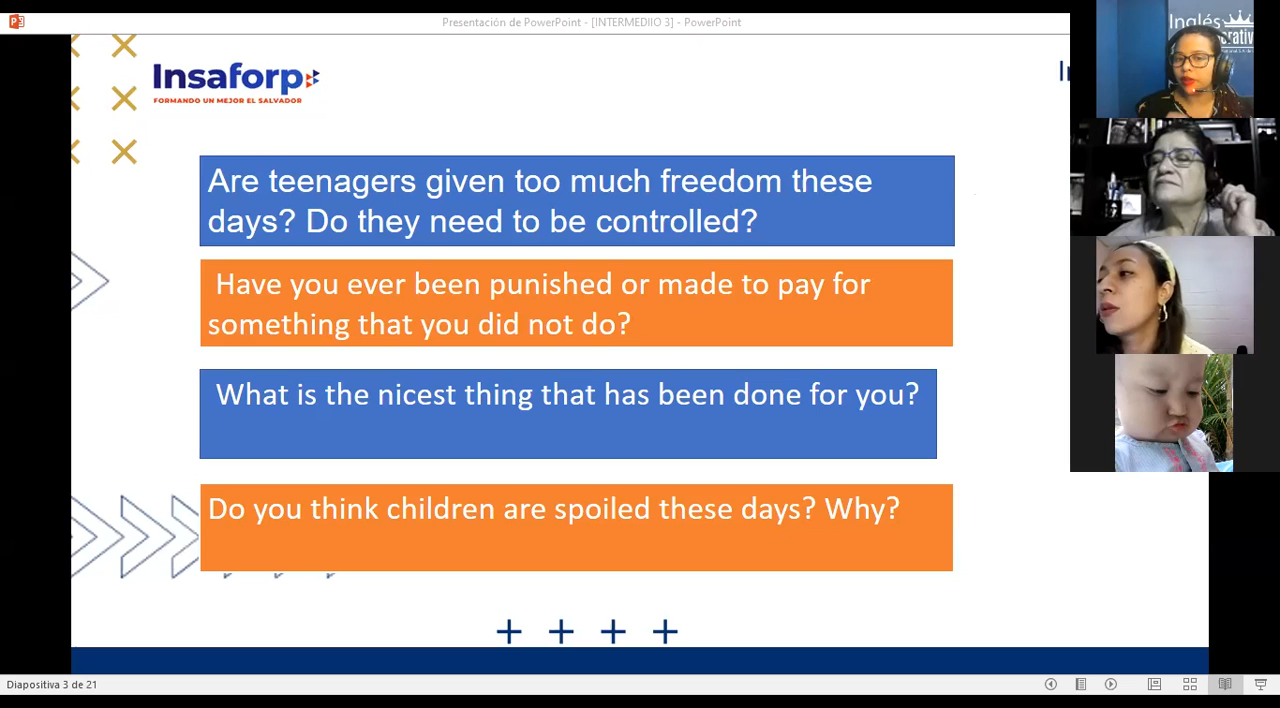 Presentación de PowerPoint - [INTERMEDIIO 3] - PowerPoint
Inglés
Insaforp
FORMANDO UN MEJOR EL SALVADOR
Are teenagers given too much freedom these
days? Do they need to be controlled?
Have you ever been punished or made to pay for
something that you did not do?
What is the nicest thing that has been done for you?
Do you think children are spoiled these days? Why?
Diapositiva 3 de 21